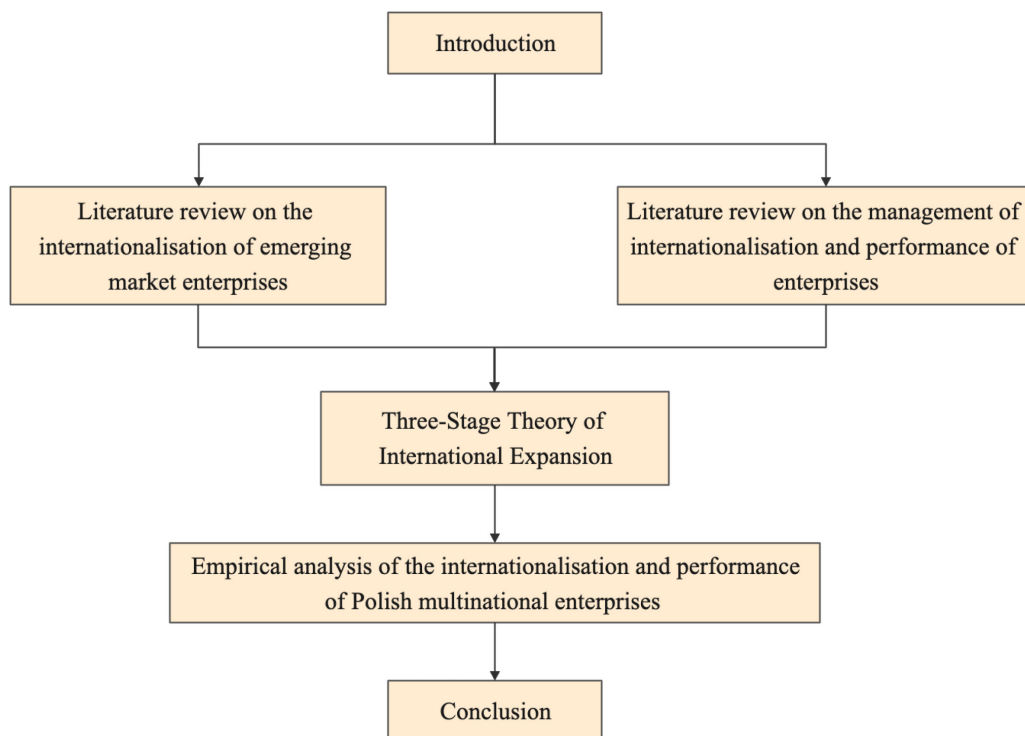 Introduction
Literature review on the
internationalisation of emerging
market enterprises
Literature review on the management of
internationalisation and performance of
enterprises
Three-Stage Theory of
International Expansion
Empirical analysis of the internationalisation and performance
of Polish multinational enterprises
Conclusion